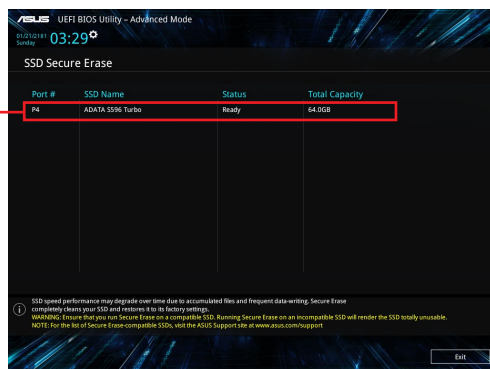 ASUS UEFI BIOS Utility – Advanced Mode
01/21/2181
Sunday
03:29
SSD Secure Erase
Port # SSD Name Status Total Capacity
P4 ADATA S596 Turbo Ready 64.0GB
SSD speed performance may degrade over time due to accumulated files and frequent data-writing. Secure Erase
completely cleans your SSD and restores it to its factory settings.
WARNING: Ensure that you run Secure Erase on a compatible SSD. Running Secure Erase on an incompatible SSD will render the SSD totally unusable.
NOTE: For the list of Secure Erase-compatible SSDs, visit the ASUS Support site at www.asus.com/support
Exit